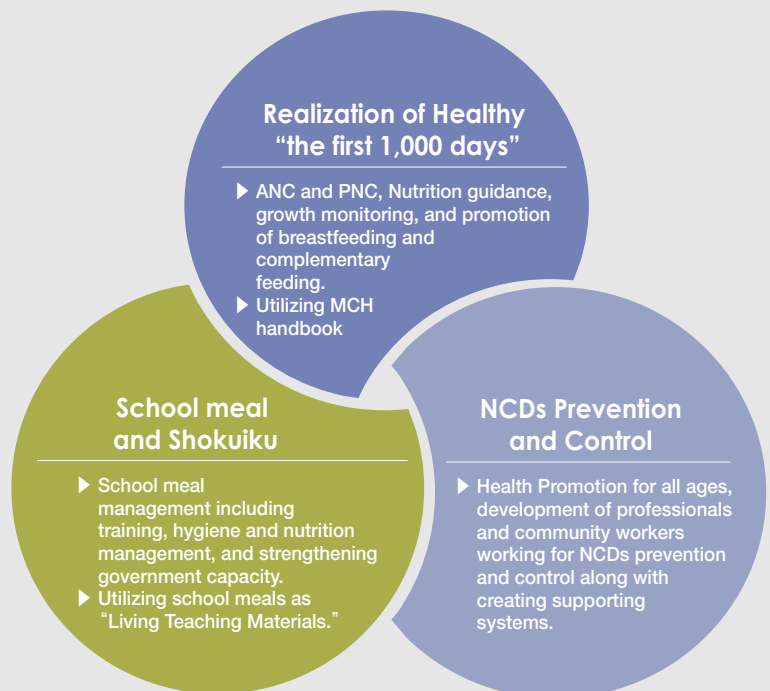 Realization of Healthy
“the first 1,000 days”
▶ ANC and PNC, Nutrition guidance,
growth monitoring, and promotion
of breastfeeding and
complementary
feeding.
▶ Utilizing MCH
handbook
School meal
and Shokuiku
▶ School meal
management including
training, hygiene and nutrition
management, and strengthening
government capacity.
▶ Utilizing school meals as
“Living Teaching Materials.”
NCDs Prevention
and Control
▶ Health Promotion for all ages,
development of professionals
and community workers
working for NCDs prevention
and control along with
creating supporting
systems.